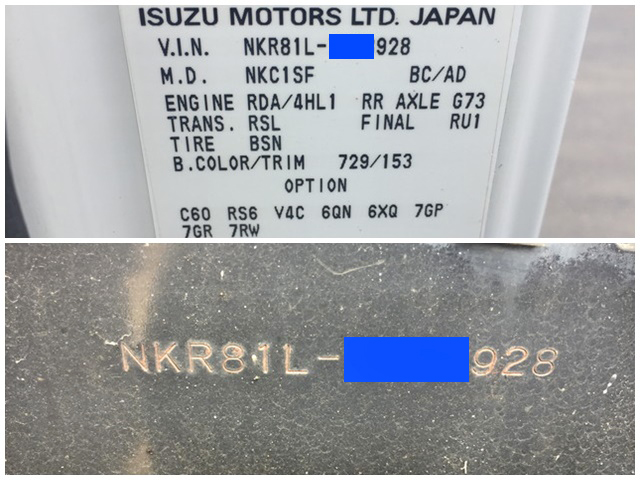 ISUZU MOTORS LTD. JAPAN
V.I.N. NKR81L- 928
M.D. NKC1SF BC/AD
ENGINE RDA/4HL1 RR AXLE G73
TRANS. RSL FINAL RU1
TIRE BSN
B.COLOR/TRIM 729/153
OPTION
C60 RS6 V4C 6QN 6XQ 7GP
7GR 7RW
NKR81L- 928